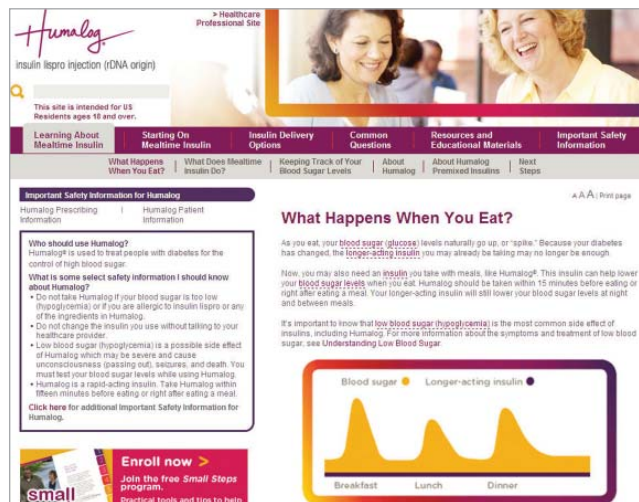 > Healthcare
Professional Site
Humalog®
insulin lispro injection (rDNA origin)
This site is intended for US
Residents ages 18 and over.
Learning About
Mealtime Insulin
Starting On
Mealtime Insulin
Insulin Delivery
Options
Common
Questions
Resources and
Educational Materials
Important Safety
Information
What Happens
When You Eat?
What Does Mealtime
Insulin Do?
Keeping Track of Your
Blood Sugar Levels
About
Humalog
About Humalog
Premixed Insulins
Next
Steps
Important Safety Information for Humalog
Humalog Prescribing
Information
Humalog Patient
Information
Who should use Humalog?
Humalog® is used to treat people with diabetes for the
control of high blood sugar.
What is some select safety information I should know
about Humalog?
• Do not take Humalog if your blood sugar is too low
(hypoglycemia) or if you are allergic to insulin lispro or any
of the ingredients in Humalog.
• Do not change the insulin you use without talking to your
healthcare provider.
• Low blood sugar (hypoglycemia) is a possible side effect
of Humalog which may be severe and cause
unconsciousness (passing out), seizures, and death. You
must test your blood sugar levels while using Humalog.
• Humalog is a rapid-acting insulin. Take Humalog within
fifteen minutes before eating or right after eating a meal.
Click here for additional Important Safety Information for
Humalog.
small
Enroll now >
Join the free Small Steps
program.
Practical tools and tips to help
A A A | Print page
What Happens When You Eat?
As you eat, your blood sugar (glucose) levels naturally go up, or "spike." Because your diabetes
has changed, the longer-acting insulin you may already be taking may no longer be enough.
Now, you may also need an insulin you take with meals, like Humalog®. This insulin can help lower
your blood sugar levels when you eat. Humalog should be taken within 15 minutes before eating or
right after eating a meal. Your longer-acting insulin will still lower your blood sugar levels at night
and between meals.
It's important to know that low blood sugar (hypoglycemia) is the most common side effect of
insulins, including Humalog. For more information about the symptoms and treatment of low blood
sugar, see Understanding Low Blood Sugar.
Blood sugar
Longer-acting insulin
Breakfast
Lunch
Dinner